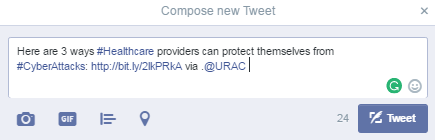 Compose new Tweet
Here are 3 ways #Healthcare providers can protect themselves from
#CyberAttacks: http://bit.ly/2lkPRkA via .@URAC
GIF
24
Tweet